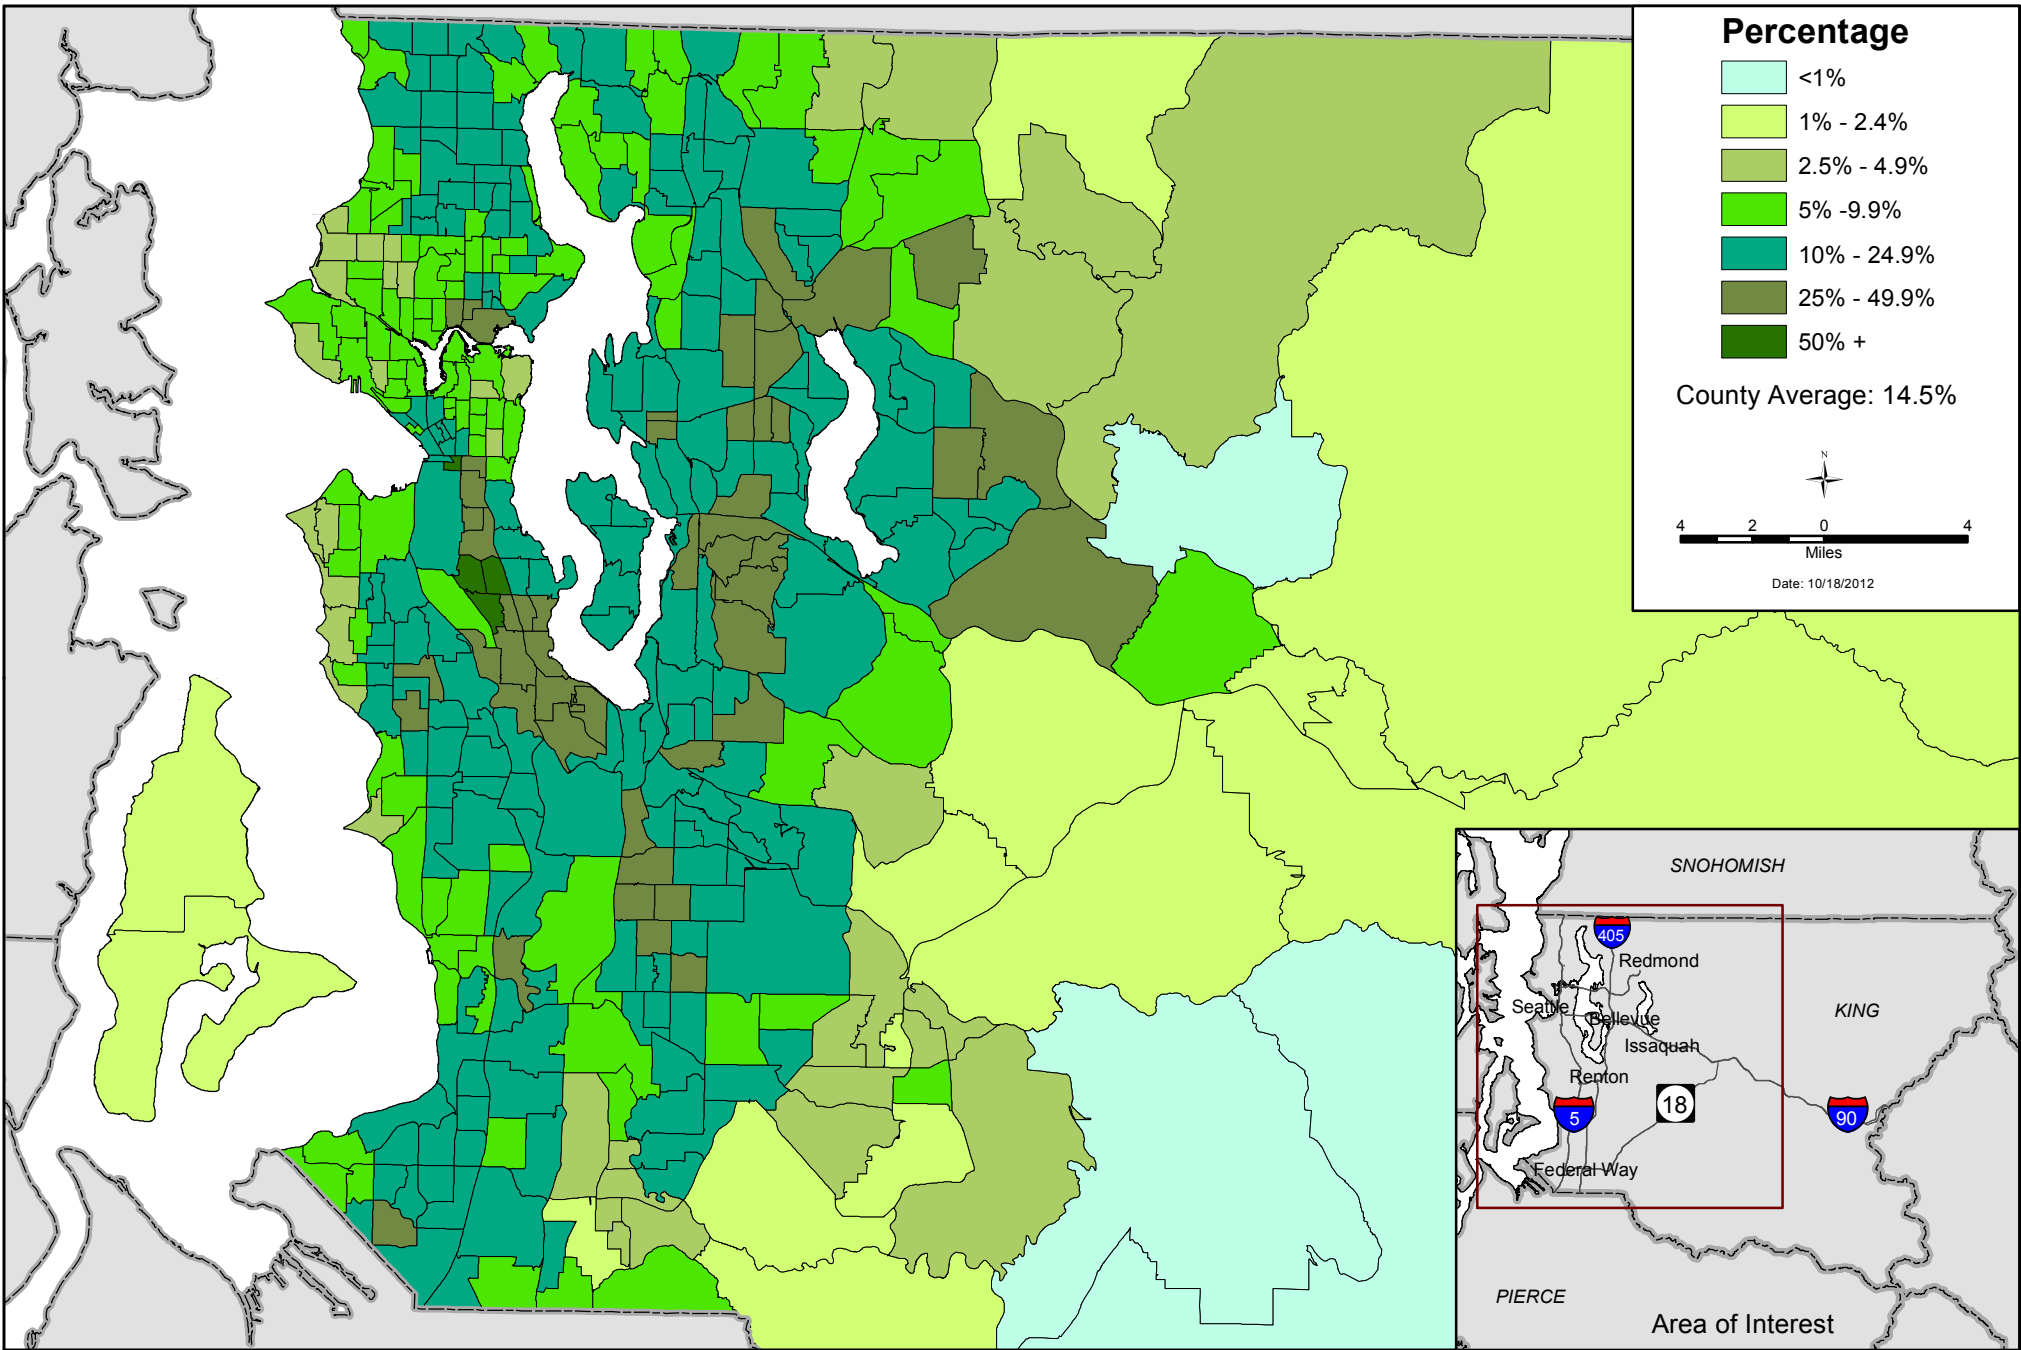 Percentage
<1%
1% - 2.4%
2.5% - 4.9%
5% -9.9%
10% - 24.9%
25% - 49.9%
50% +
County Average: 14.5%
N
4 2 0 4
Miles
Date: 10/18/2012
SNOHOMISH
405
Redmond
Seattle
Bellevue
KING
Issaquah
Renton
18
5
90
Federal Way
PIERCE
Area of Interest